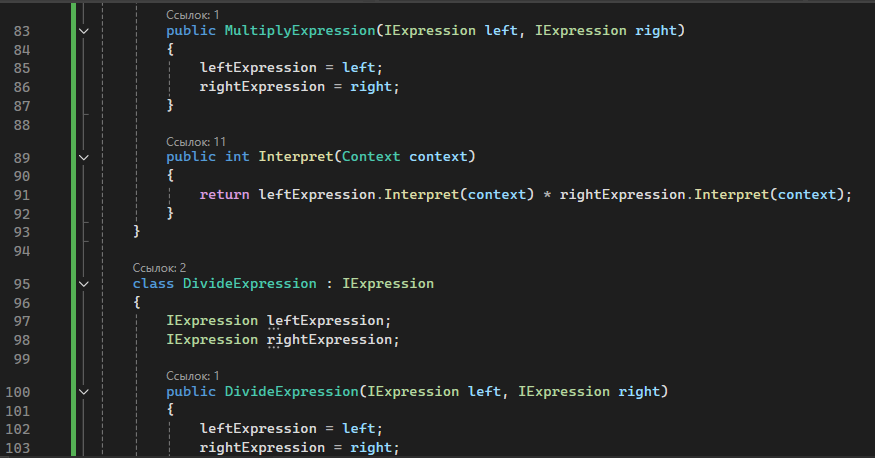 Ссылок: 1
83 public MultiplyExpression(IExpression left, IExpression right)
84 {
85 leftExpression = left;
86 rightExpression = right;
87 }
88
Ссылок: 11
89 public int Interpret(Context context)
90 {
91 return leftExpression.Interpret(context) * rightExpression.Interpret(context);
92 }
93 }
94
Ссылок: 2
95 class DivideExpression : IExpression
96 {
97 IExpression leftExpression;
98 IExpression rightExpression;
99
Ссылок: 1
100 public DivideExpression(IExpression left, IExpression right)
101 {
102 leftExpression = left;
103 rightExpression = right;